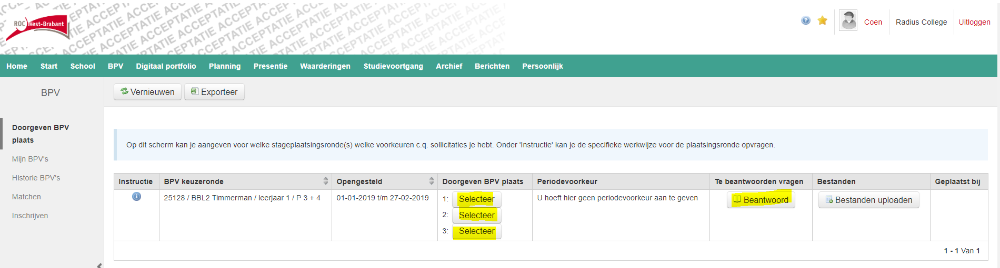 ROC West-Brabant
ACCEPTATIE ACCEPTATIE ACCEPTATIE ACCEPTATIE
Coen
Radius College
Uitloggen
Home Start School BPV Digitaal portfolio Planning Presentie Waarderingen Studievoortgang Archief Berichten Persoonlijk
BPV
Vernieuwen Exporteer
Doorgeven BPV
plaats
Mijn BPV's
Historie BPV's
Matchen
Inschrijven
Op dit scherm kan je aangeven voor welke stageplaatsingsronde(s) welke voorkeuren c.q. sollicitaties je hebt. Onder 'Instructie' kan je de specifieke werkwijze voor de plaatsingsronde opvragen.
Instructie BPV keuzeronde Opengesteld Doorgeven BPV plaats Periodevoorkeur Te beantwoorden vragen Bestanden Geplaatst bij
25128 / BBL2 Timmerman / leerjaar 1 / P 3 + 4 01-01-2019 t/m 27-02-2019 1: Selecteer U hoeft hier geen periodevoorkeur aan te geven Beantwoord Bestanden uploaden
2: Selecteer
3: Selecteer
1 - 1 Van 1